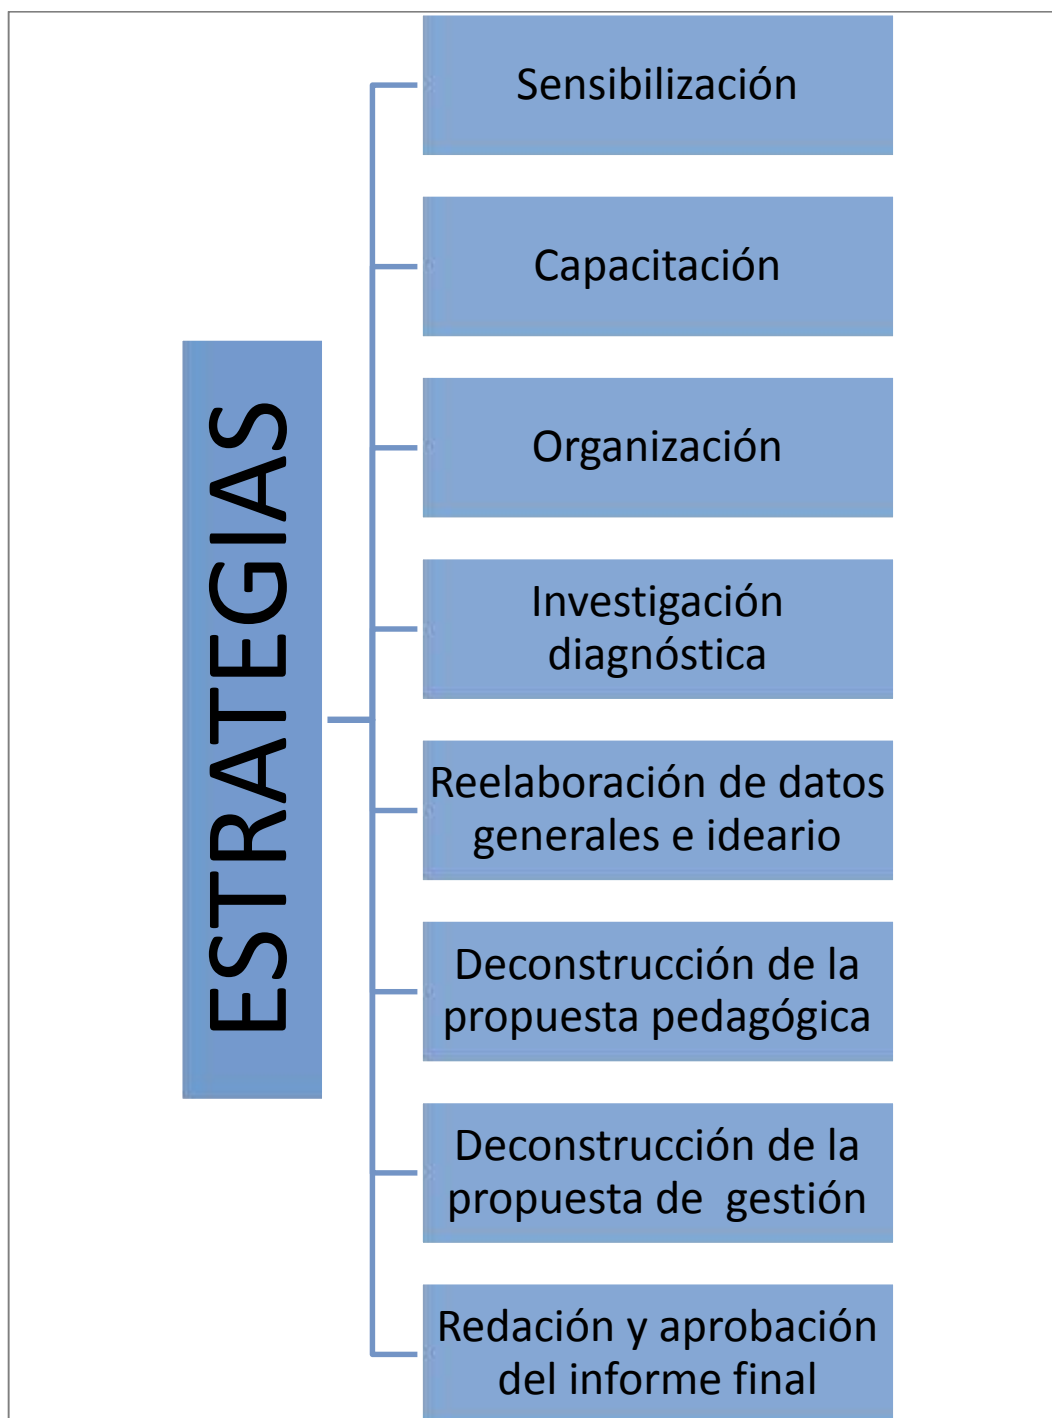 ESTRATEGIAS
Sensibilización
Capacitación
Organización
Investigación
diagnóstica
Reelaboración de datos
generales e ideario
Deconstrucción de la
propuesta pedagógica
Deconstrucción de la
propuesta de  gestión
Redación y aprobación
del informe final